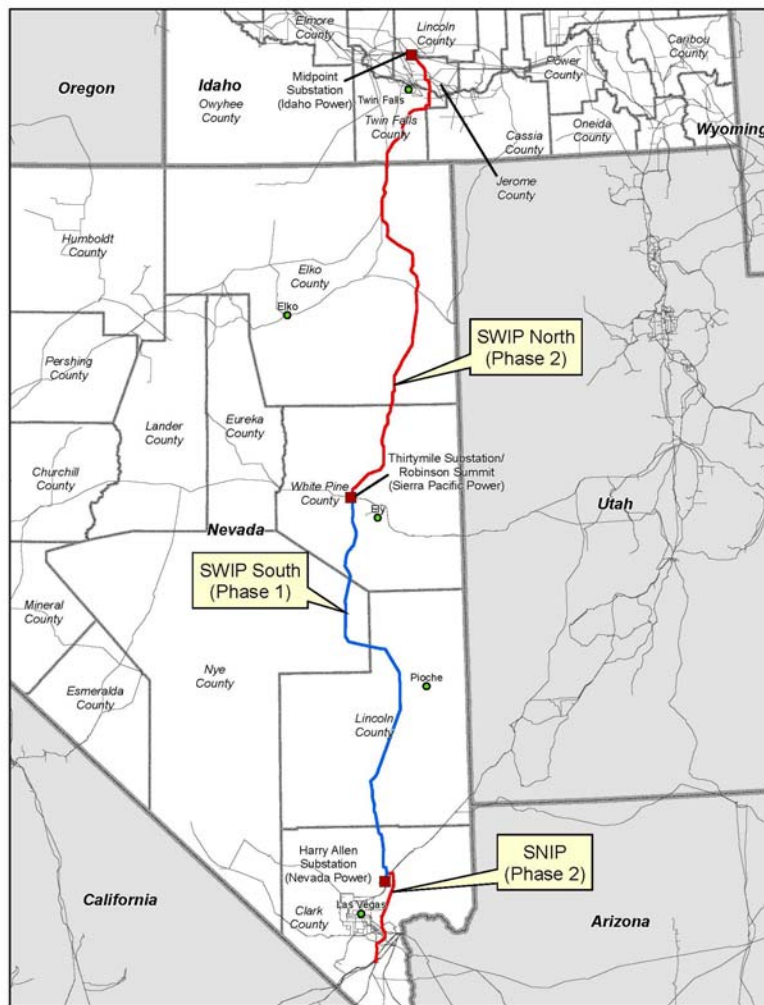 Elmore
County
Lincoln
County
Caribou
County
Oregon
Idaho
Owyhee
County
Midpoint
Substation
(Idaho Power)
Twin Falls
Twin Falls
County
Power
County
Cassia
County
Oneida
County
Wyoming
Jerome
County
Humboldt
County
Elko
County
Elko
SWIP North
(Phase 2)
Pershing
County
Lander
County
Eureka
County
Churchill
County
Thirtymile Substation/
Robinson Summit
(Sierra Pacific Power)
White Pine
County
Ely
Utah
Nevada
SWIP South
(Phase 1)
Mineral
County
Nye
County
Esmeralda
County
Pioche
Lincoln
County
Harry Allen
Substation
(Nevada Power)
SNIP
(Phase 2)
Las Vegas
Clark
County
California
Arizona